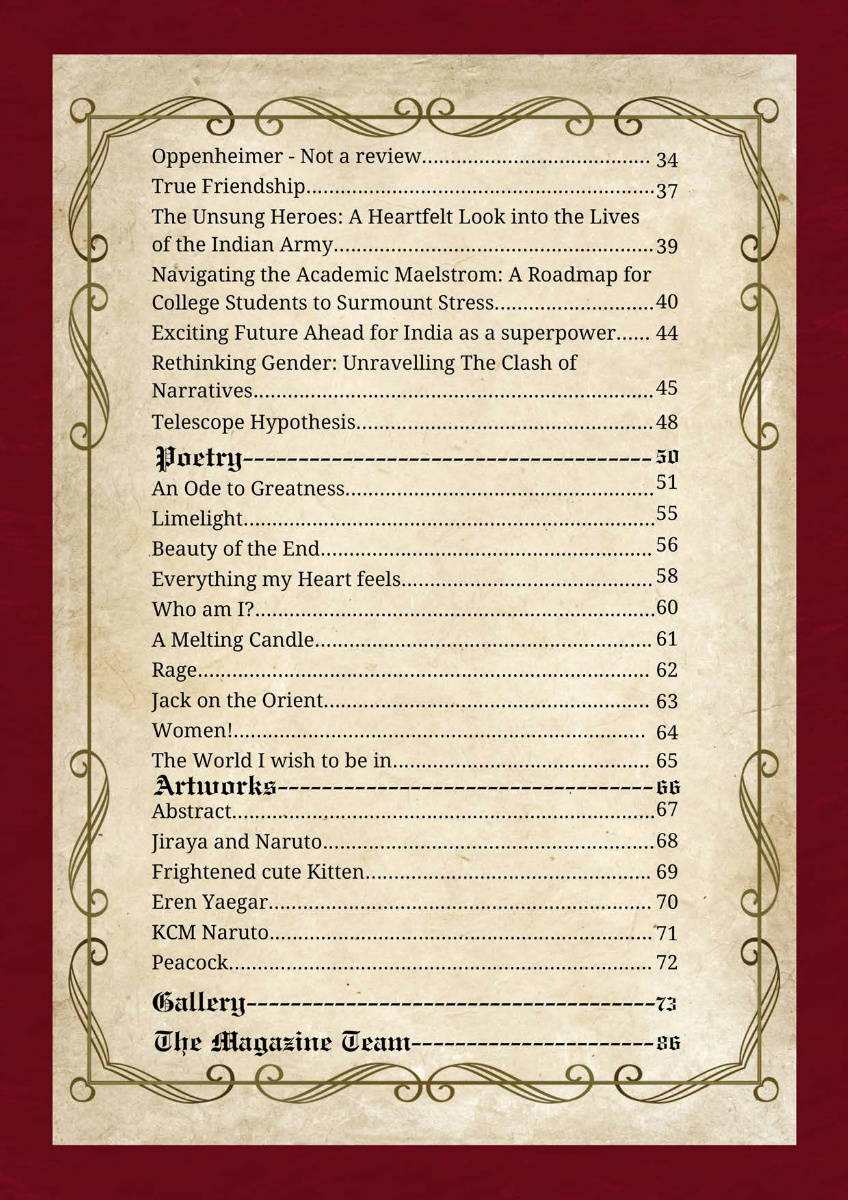 Oppenheimer - Not a review.......................................... 34
True Friendship................................................................37
The Unsung Heroes: A Heartfelt Look into the Lives
of the Indian Army...........................................................39
Navigating the Academic Maelstrom: A Roadmap for
College Students to Surmount Stress.............................40
Exciting Future Ahead for India as a superpower...... 44
Rethinking Gender: Unravelling The Clash of
Narratives.........................................................................45
Telescope Hypothesis......................................................48
Poetry------------------------------50
An Ode to Greatness........................................................51
Limelight...........................................................................55
Beauty of the End............................................................ 56
Everything my Heart feels.............................................. 58
Who am I?.........................................................................60
A Melting Candle............................................................. 61
Rage................................................................................... 62
Jack on the Orient............................................................ 63
Women!............................................................................ 64
The World I wish to be in................................................ 65
Artworks----------------------------66
Abstract.............................................................................67
Jiraya and Naruto............................................................ 68
Frightened cute Kitten.................................................... 69
Eren Yaegar...................................................................... 70
KCM Naruto...................................................................... 71
Peacock............................................................................. 72
Gallery------------------------------73
The Magazine Team------------------86